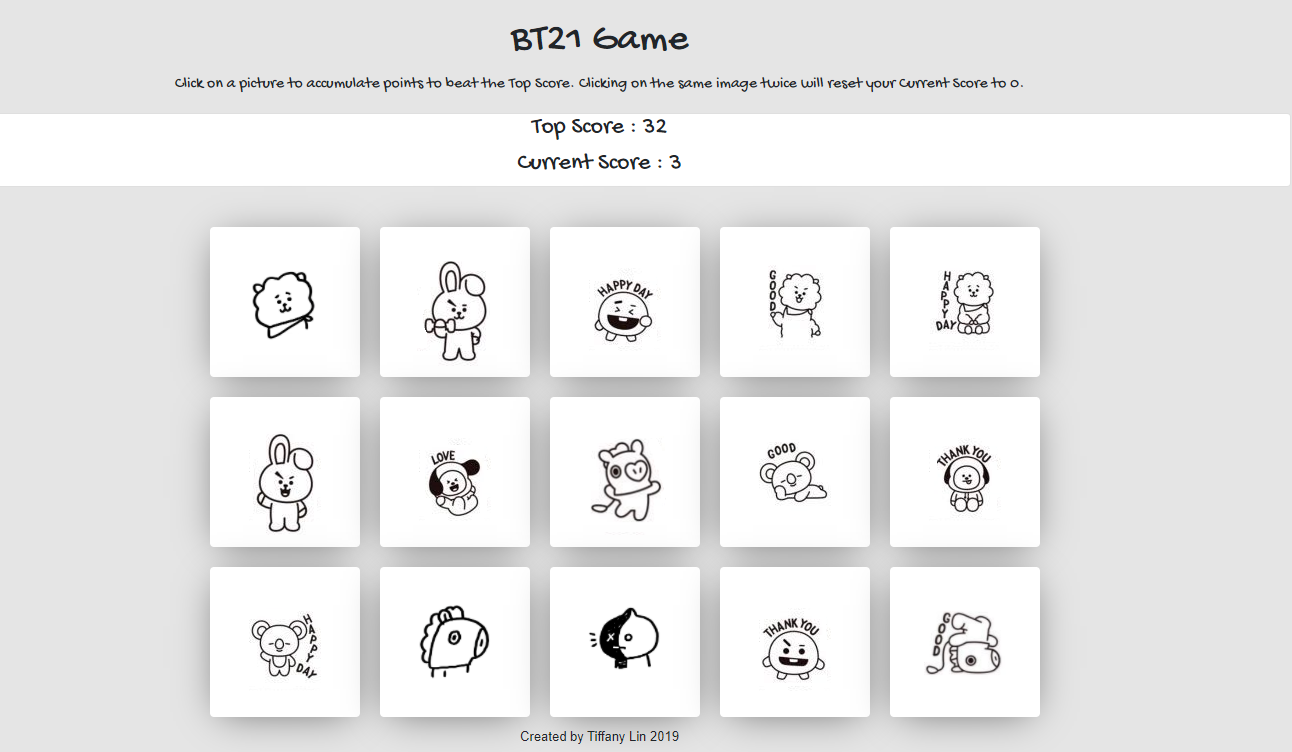 BT21 Game
Click on a picture to accumulate points to beat the Top Score. Clicking on the same image twice will reset your Current Score to 0.
Top Score : 32
Current Score : 3
HAPPY DAY
GOOD
HAPPY DAY
LOVE
GOOD
THANK YOU
HAPPY DAY
THANK YOU
GOOD
Created by Tiffany Lin 2019